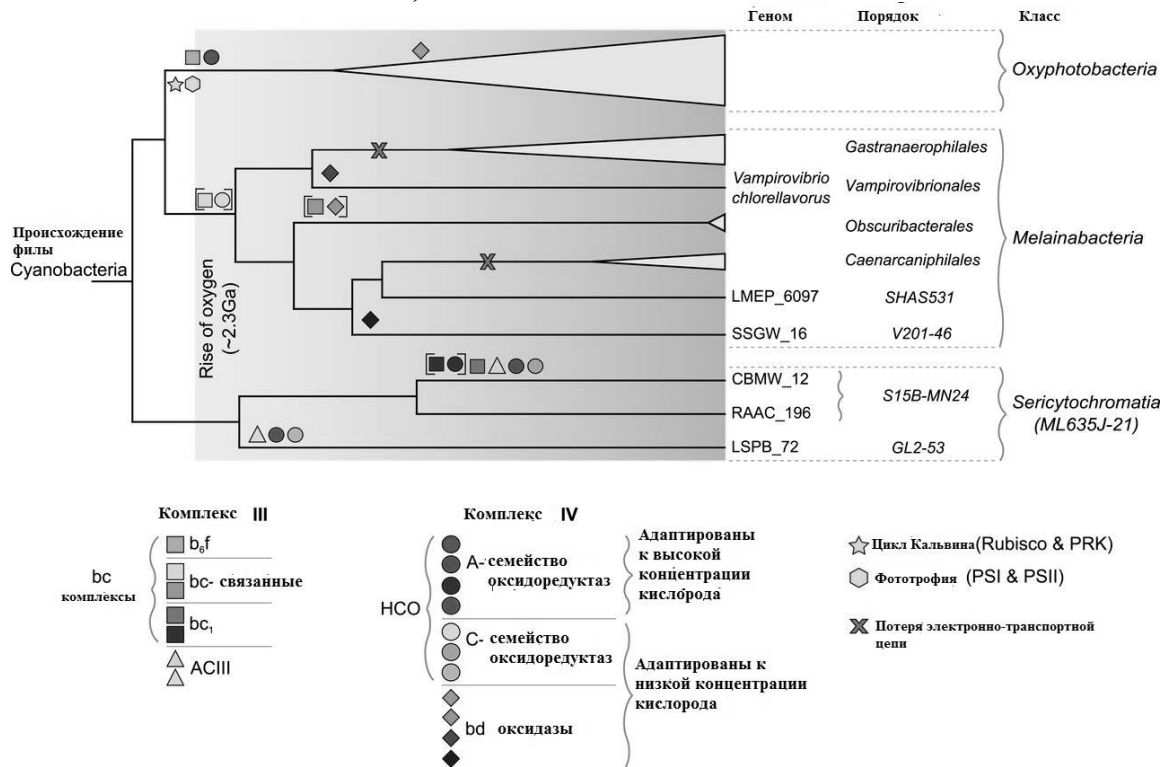 Геном Порядок Класс
Oxyphotobacteria
Gastranaerophilales
Vampirovibrio
chlorellavorus
Vampirovibrionales
Obscuribacterales
Melainabacteria
Caenarcaniphilales
LMEP_6097 SHAS531
SSGW_16 V201-46
Происхождение
филы
Cyanobacteria
Rise of oxygen
(~2.3Ga)
CBMW_12
S15B-MN24
RAAC_196
Sericytochromatia
(ML635J-21)
LSPB_72 GL2-53
Комплекс III
b6f
bc- связанные
bc1
ACIII
bc
комплексы
Комплекс IV
HCO
A- семейство
оксидоредуктаз
C- семейство
оксидоредуктаз
bd оксидазы
Адаптированы
к высокой
концентрации
кислорода
Адаптированы к
низкой концентрации
кислорода
Цикл Кальвина (Rubisco & PRK)
Фототрофия (PSI & PSII)
Потеря электронно-транспортной
цепи